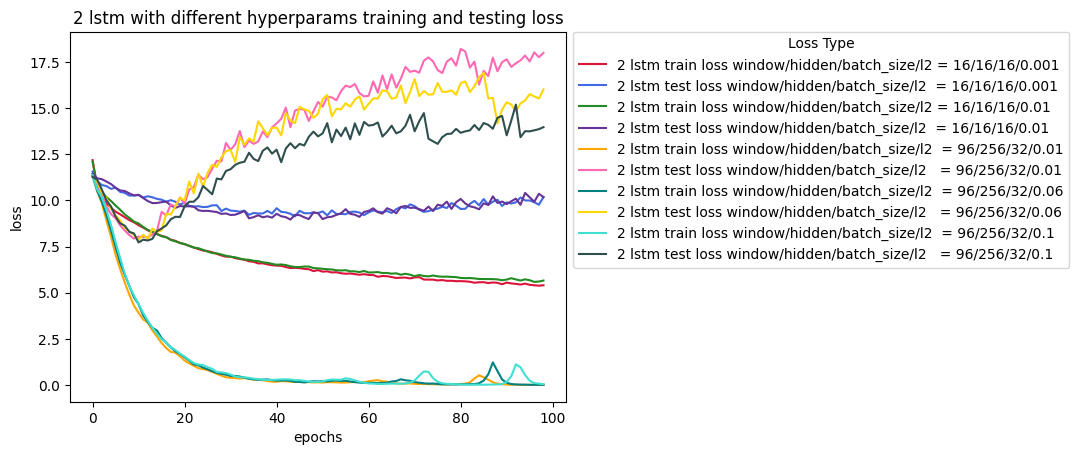 2 lstm with different hyperparams training and testing loss
loss
17.5
15.0
12.5
10.0
7.5
5.0
2.5
0.0
0
20
40
60
80
100
epochs
Loss Type
2 lstm train loss window/hidden/batch_size/l2 = 16/16/16/0.001
2 lstm test loss window/hidden/batch_size/l2  = 16/16/16/0.001
2 lstm train loss window/hidden/batch_size/l2 = 16/16/16/0.01
2 lstm test loss window/hidden/batch_size/l2  = 16/16/16/0.01
2 lstm train loss window/hidden/batch_size/l2  = 96/256/32/0.01
2 lstm test loss window/hidden/batch_size/l2   = 96/256/32/0.01
2 lstm train loss window/hidden/batch_size/l2  = 96/256/32/0.06
2 lstm test loss window/hidden/batch_size/l2   = 96/256/32/0.06
2 lstm train loss window/hidden/batch_size/l2  = 96/256/32/0.1
2 lstm test loss window/hidden/batch_size/l2   = 96/256/32/0.1